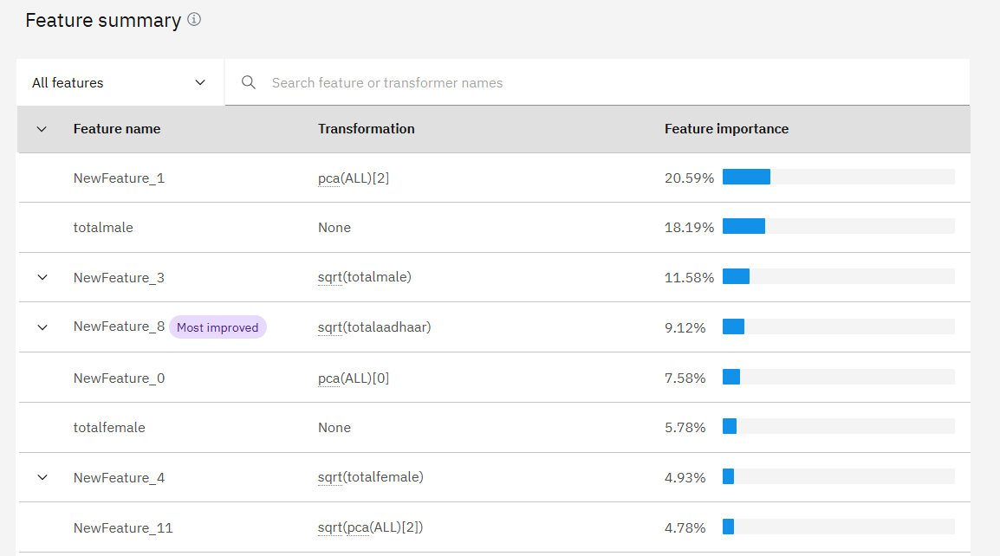 Feature summary
All features
Search feature or transformer names
Feature name Transformation Feature importance
NewFeature_1 pca(ALL)[2] 20.59%
totalmale None 18.19%
NewFeature_3 sqrt(totalmale) 11.58%
NewFeature_8 Most improved sqrt(totalaadhaar) 9.12%
NewFeature_0 pca(ALL)[0] 7.58%
totalfemale None 5.78%
NewFeature_4 sqrt(totalfemale) 4.93%
NewFeature_11 sqrt(pca(ALL)[2]) 4.78%